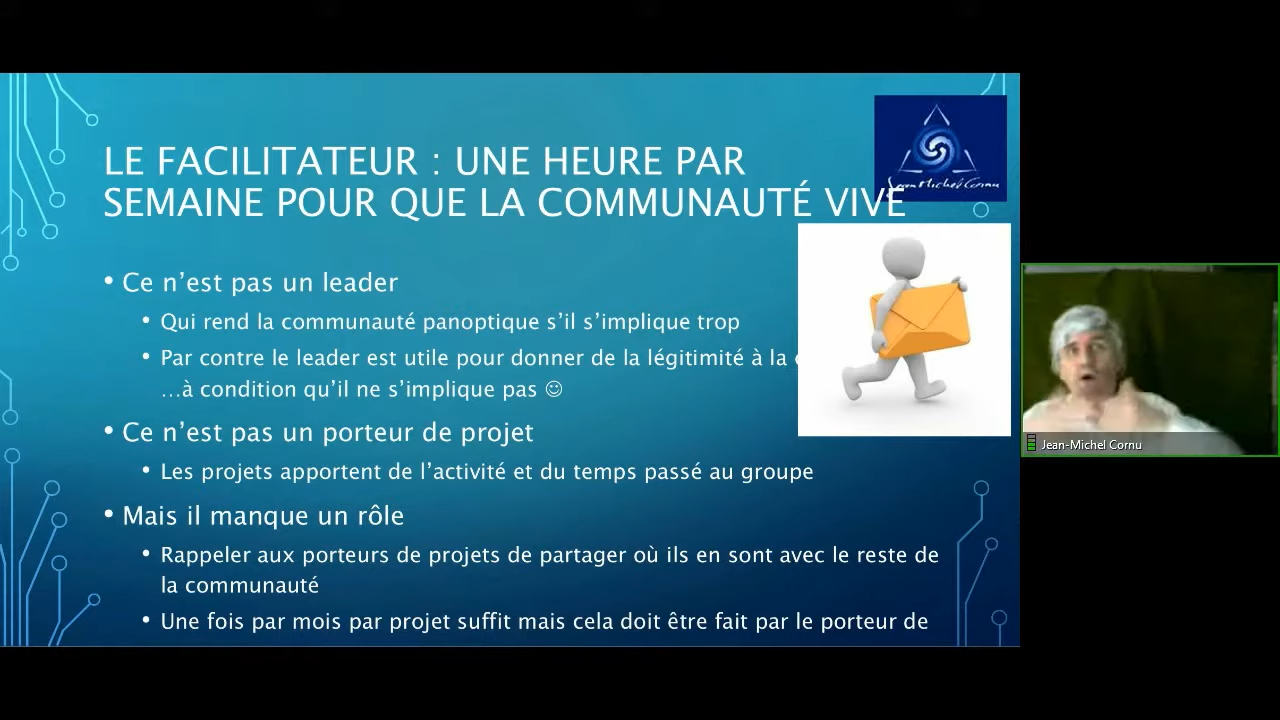 LE FACILITATEUR : UNE HEURE PAR
SEMAINE POUR QUE LA COMMUNAUTÉ VIVE
Jean Michel Cornu
• Ce n’est pas un leader
• Qui rend la communauté panoptique s’il s’implique trop
• Par contre le leader est utile pour donner de la légitimité à la
…à condition qu’il ne s’implique pas ☺
• Ce n’est pas un porteur de projet
• Les projets apportent de l’activité et du temps passé au groupe
• Mais il manque un rôle
• Rappeler aux porteurs de projets de partager où ils en sont avec le reste de
la communauté
• Une fois par mois par projet suffit mais cela doit être fait par le porteur de
Jean-Michel Cornu